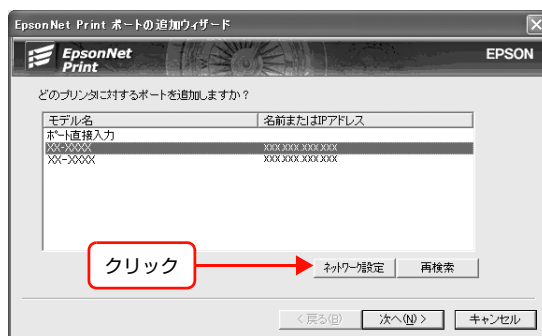 EpsonNet Print ポートの追加ウィザード
EpsonNet
Print
EPSON
どのプリンタに対するポートを追加しますか？
モデル名 名前またはIPアドレス
ポート直接入力
XX-XXXX XXX.XXX.XXX.XXX
XX-XXXX XXX.XXX.XXX.XXX
クリック
ネットワーク設定 再検索
< 戻る(B) 次へ(N) > キャンセル